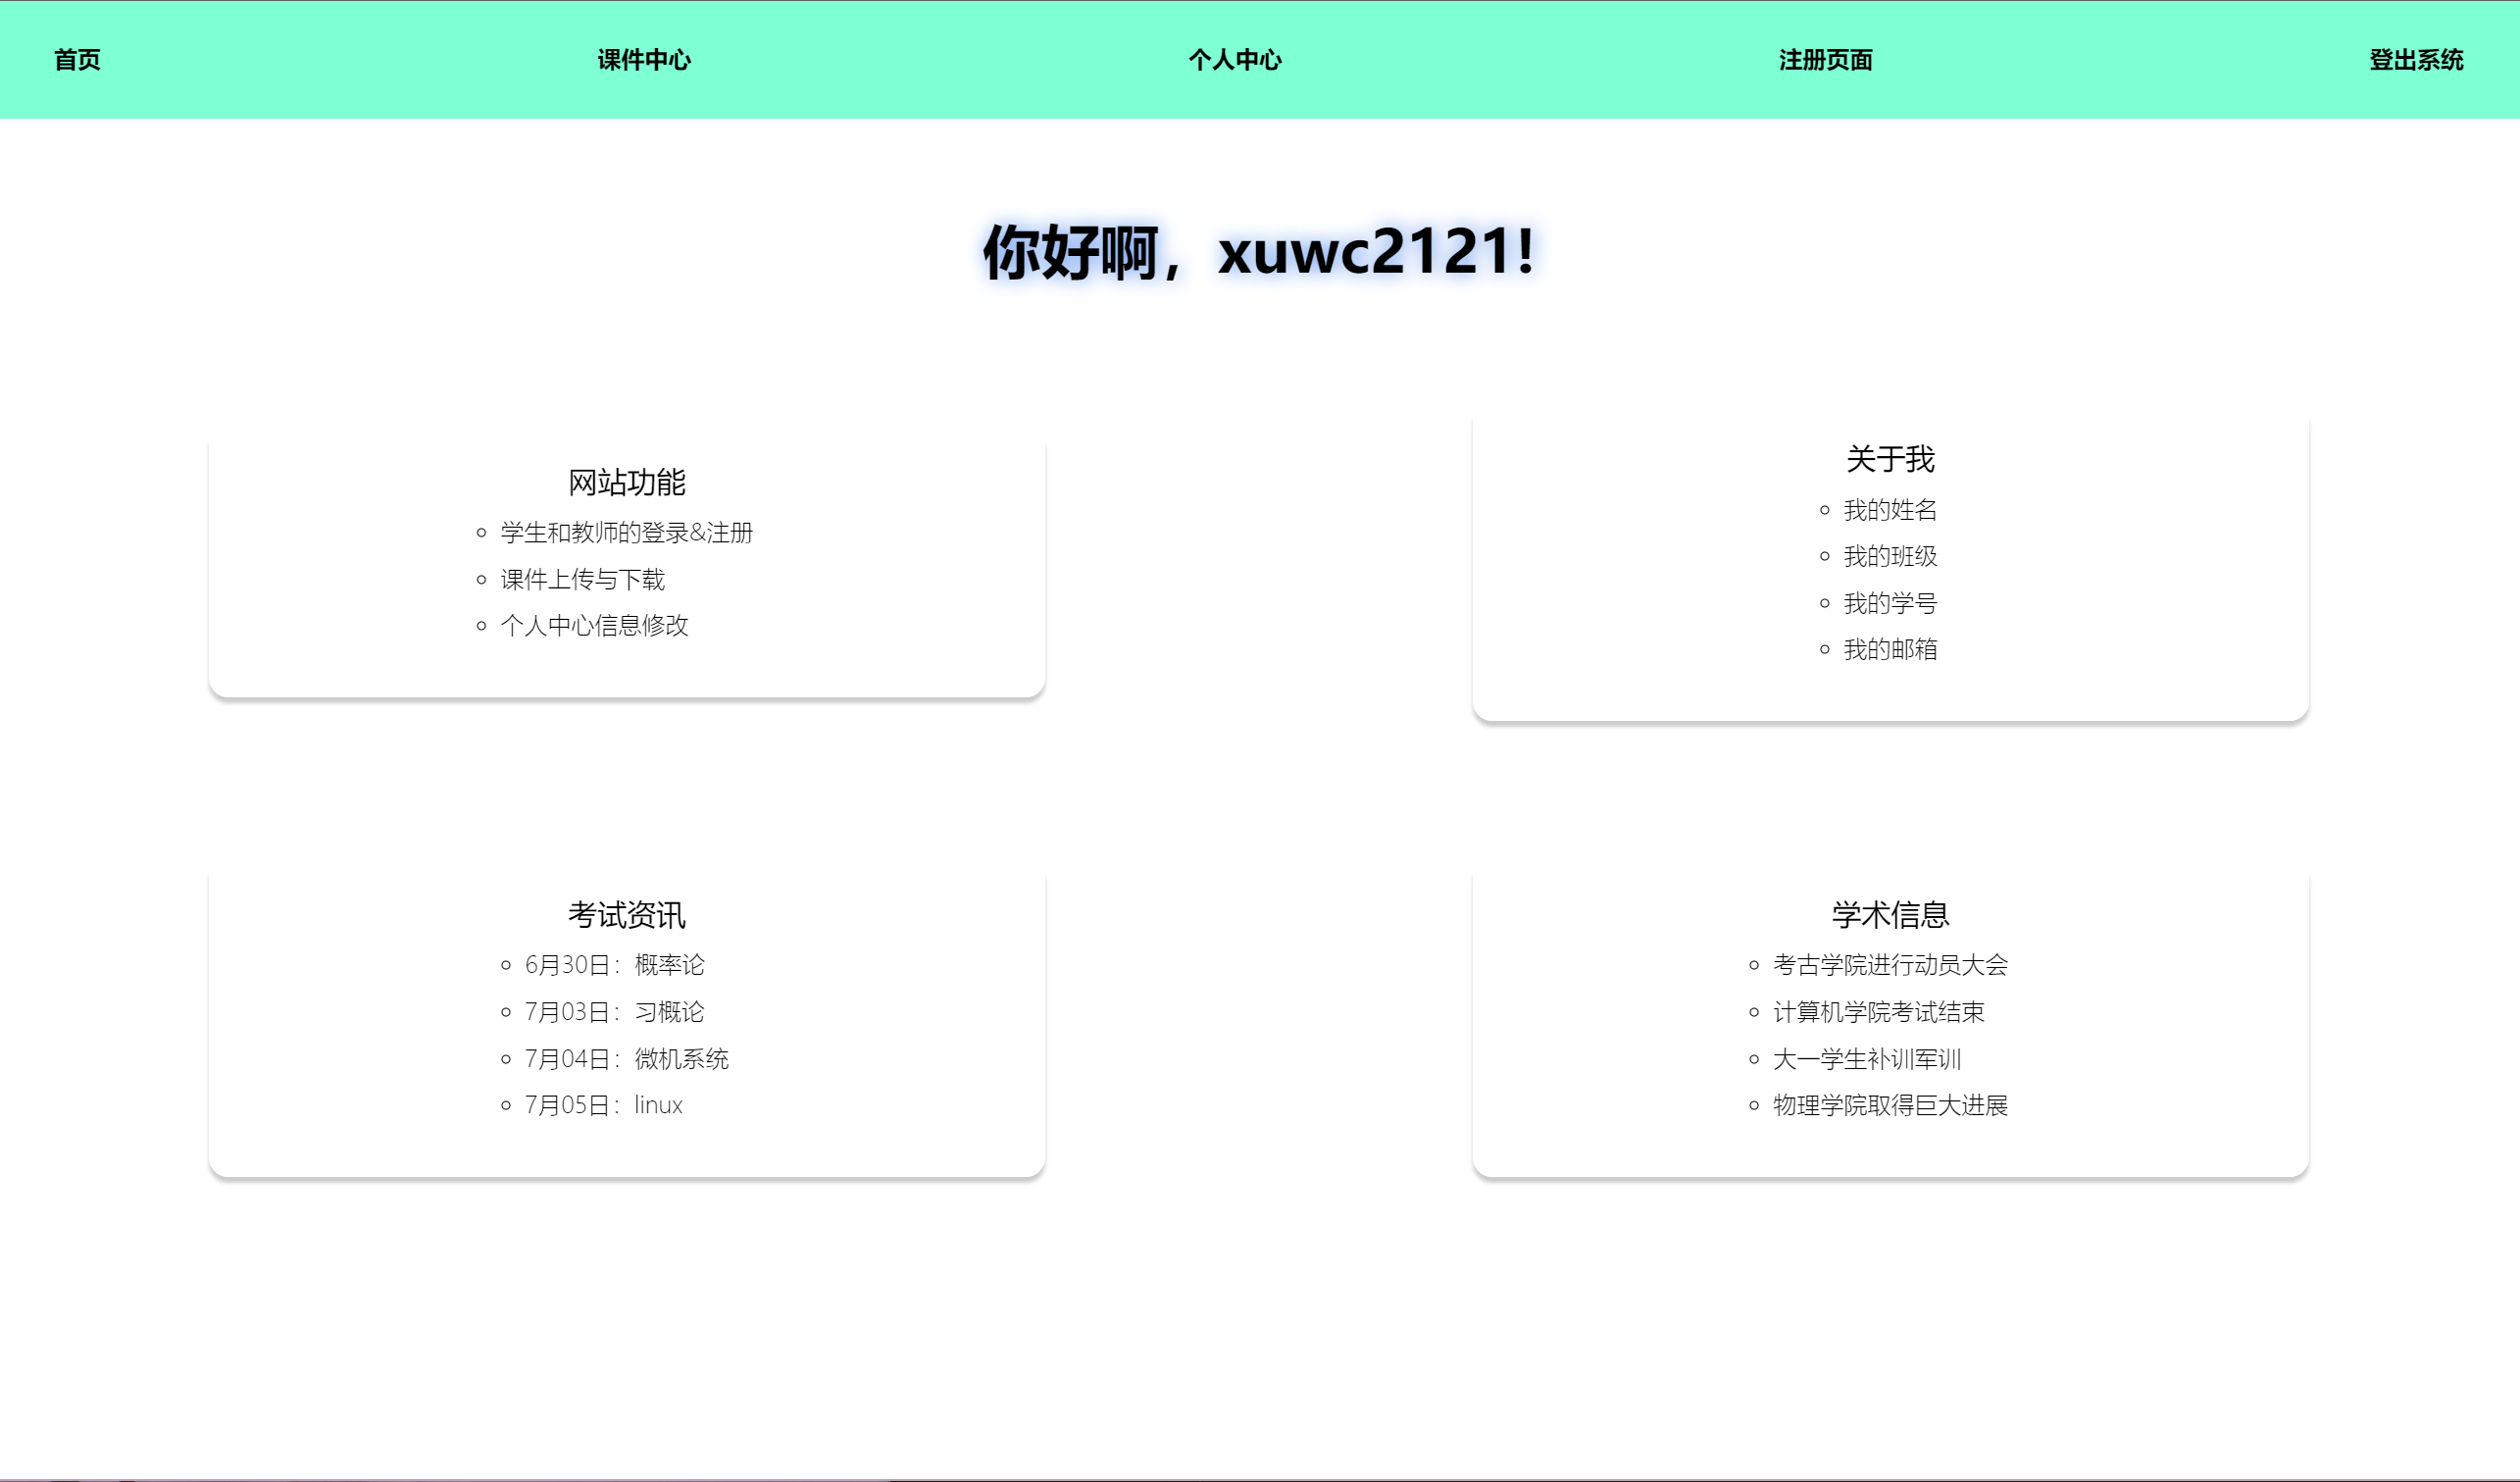 首页
课件中心
个人中心
注册页面
登出系统
你好啊，xuwc2121!
网站功能
学生和教师的登录&注册
课件上传与下载
个人中心信息修改
关于我
我的姓名
我的班级
我的学号
我的邮箱
考试资讯
6月30日：概率论
7月03日：习概论
7月04日：微机系统
7月05日：linux
学术信息
考古学院进行动员大会
计算机学院考试结束
大一学生补训军训
物理学院取得巨大进展